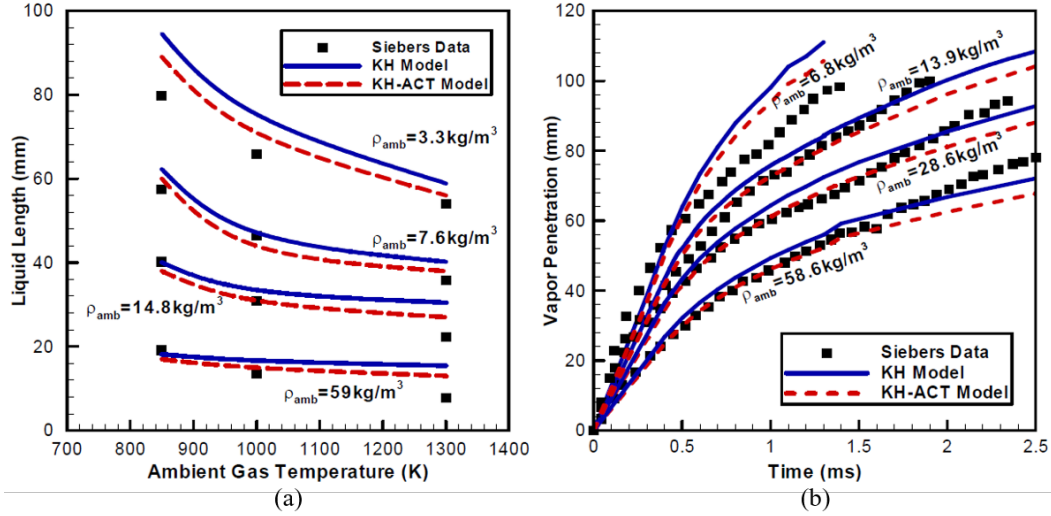 100
80
60
40
20
0
Liquid Length (mm)
700
800
900
1000
1100
1200
1300
1400
Ambient Gas Temperature (K)
(a)
Siebers Data
KH Model
KH-ACT Model
ρamb=3.3kg/m³
ρamb=7.6kg/m³
ρamb=14.8kg/m³
ρamb=59kg/m³
120
100
80
60
40
20
0
Vapor Penetration (mm)
0
0.5
1
1.5
2
2.5
Time (ms)
(b)
ρamb=6.8kg/m³
ρamb=13.9kg/m³
ρamb=28.6kg/m³
ρamb=58.6kg/m³
Siebers Data
KH Model
KH-ACT Model